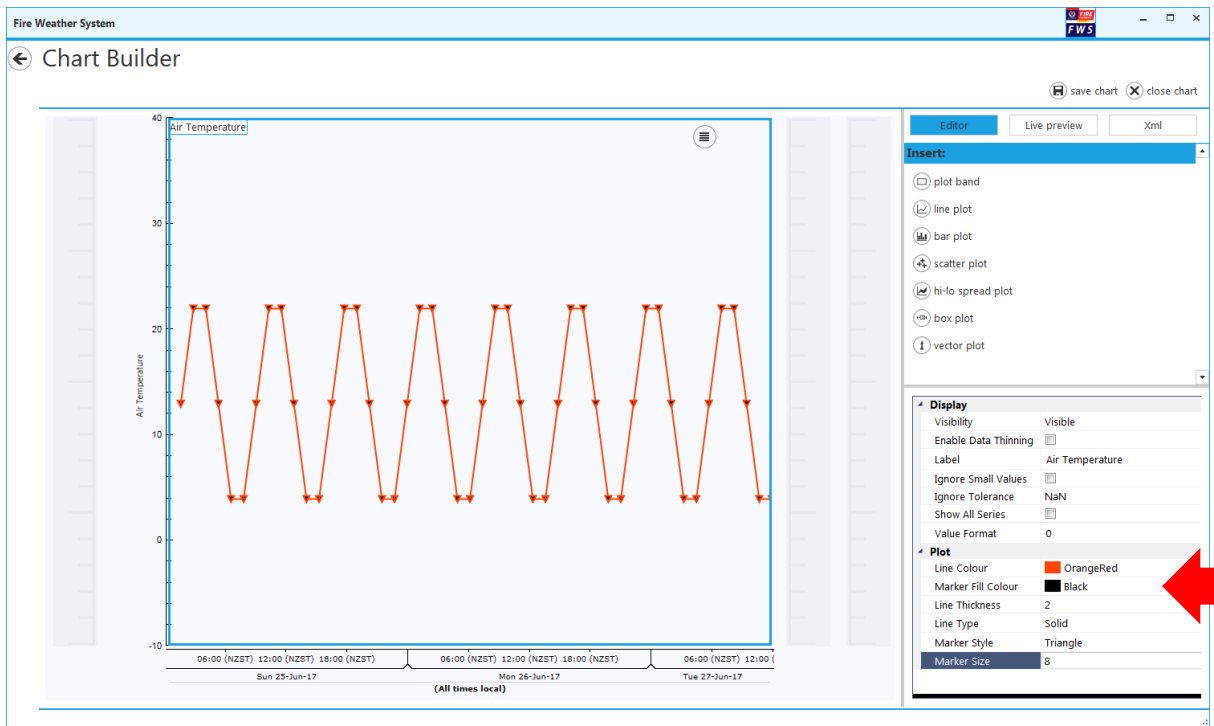 Fire Weather System
FIRE
FWS
Chart Builder
save chart
close chart
Air Temperature
40
30
20
10
0
-10
Air Temperature
06:00 (NZST) 12:00 (NZST) 18:00 (NZST)
06:00 (NZST) 12:00 (NZST) 18:00 (NZST)
06:00 (NZST) 12:00 (
Sun 25-Jun-17
Mon 26-Jun-17
Tue 27-Jun-17
(All times local)
Editor
Live preview
Xml
Insert:
plot band
line plot
bar plot
scatter plot
hi-lo spread plot
box plot
vector plot
Display
Visibility Visible
Enable Data Thinning
Label Air Temperature
Ignore Small Values
Ignore Tolerance NaN
Show All Series
Value Format 0
Plot
Line Colour OrangeRed
Marker Fill Colour Black
Line Thickness 2
Line Type Solid
Marker Style Triangle
Marker Size 8